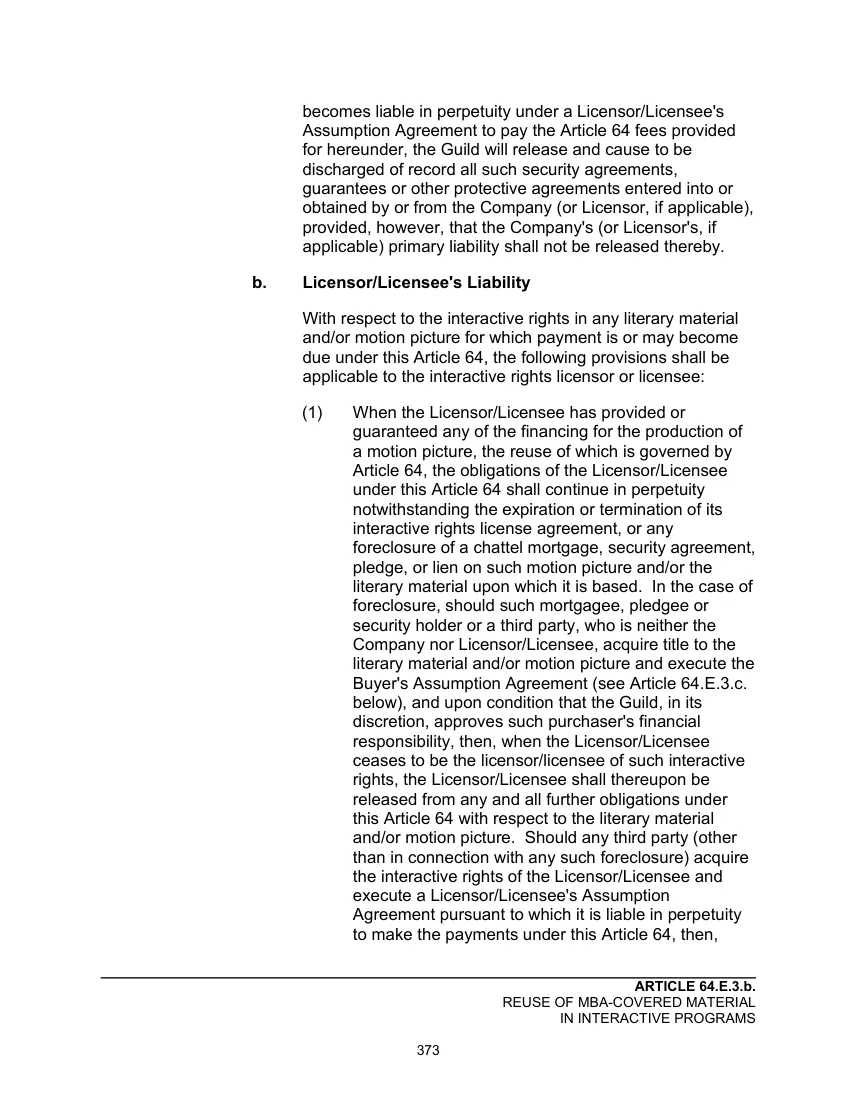 becomes liable in perpetuity under a Licensor/Licensee's
Assumption Agreement to pay the Article 64 fees provided
for hereunder, the Guild will release and cause to be
discharged of record all such security agreements,
guarantees or other protective agreements entered into or
obtained by or from the Company (or Licensor, if applicable),
provided, however, that the Company's (or Licensor's, if
applicable) primary liability shall not be released thereby.
b. Licensor/Licensee's Liability
With respect to the interactive rights in any literary material
and/or motion picture for which payment is or may become
due under this Article 64, the following provisions shall be
applicable to the interactive rights licensor or licensee:
(1) When the Licensor/Licensee has provided or
guaranteed any of the financing for the production of
a motion picture, the reuse of which is governed by
Article 64, the obligations of the Licensor/Licensee
under this Article 64 shall continue in perpetuity
notwithstanding the expiration or termination of its
interactive rights license agreement, or any
foreclosure of a chattel mortgage, security agreement,
pledge, or lien on such motion picture and/or the
literary material upon which it is based.  In the case of
foreclosure, should such mortgagee, pledgee or
security holder or a third party, who is neither the
Company nor Licensor/Licensee, acquire title to the
literary material and/or motion picture and execute the
Buyer's Assumption Agreement (see Article 64.E.3.c.
below), and upon condition that the Guild, in its
discretion, approves such purchaser's financial
responsibility, then, when the Licensor/Licensee
ceases to be the licensor/licensee of such interactive
rights, the Licensor/Licensee shall thereupon be
released from any and all further obligations under
this Article 64 with respect to the literary material
and/or motion picture.  Should any third party (other
than in connection with any such foreclosure) acquire
the interactive rights of the Licensor/Licensee and
execute a Licensor/Licensee's Assumption
Agreement pursuant to which it is liable in perpetuity
to make the payments under this Article 64, then,
ARTICLE 64.E.3.b.
REUSE OF MBA-COVERED MATERIAL
IN INTERACTIVE PROGRAMS
373